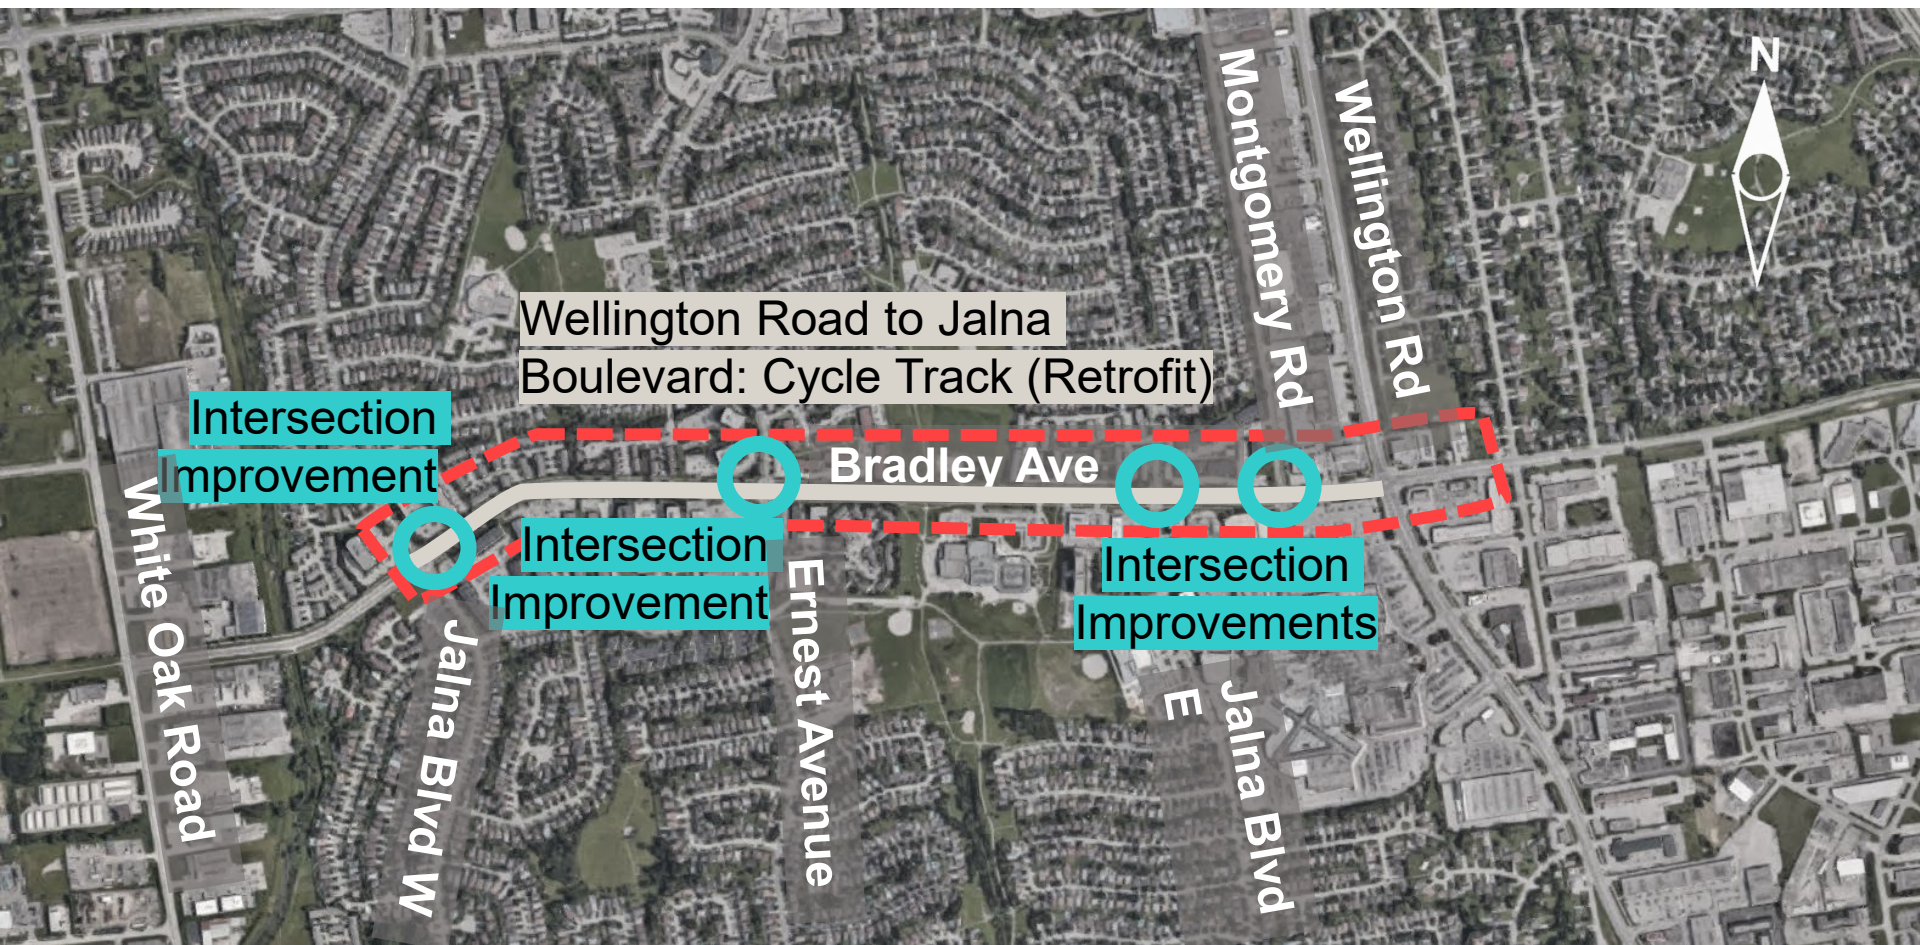 N
Montgomery Rd
Wellington Rd
Wellington Road to Jalna
Boulevard: Cycle Track (Retrofit)
Intersection
Improvement
Bradley Ave
White Oak Road
Intersection
Improvement
Intersection
Improvements
Jalna Blvd W
Ernest Avenue
E
Jalna Blvd